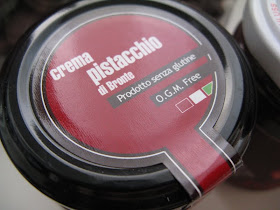 crema
pistacchio
di Bronte
Prodotto senza glutine
O.G.M. Free